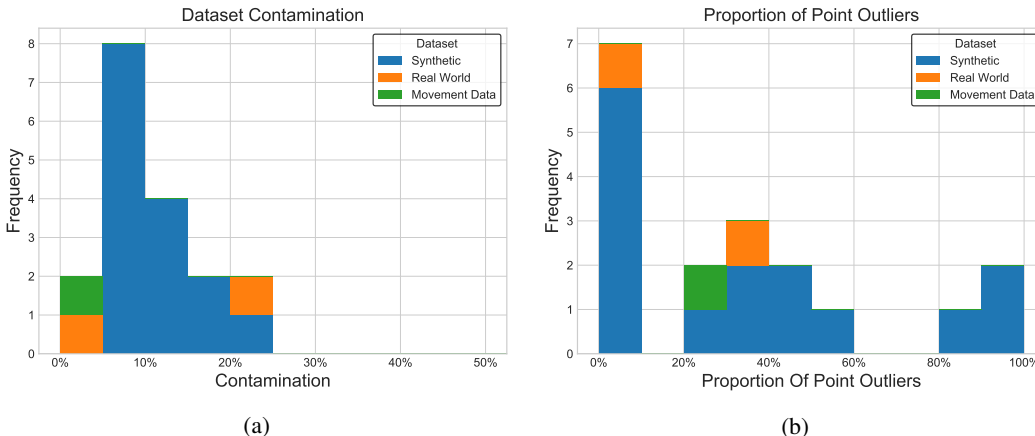 Dataset Contamination
8
7
6
5
4
3
2
1
0
Frequency
0%
10%
20%
30%
40%
50%
Contamination
Dataset
Synthetic
Real World
Movement Data
(a)
Proportion of Point Outliers
7
6
5
4
3
2
1
0
Frequency
0%
20%
40%
60%
80%
100%
Proportion Of Point Outliers
Dataset
Synthetic
Real World
Movement Data
(b)